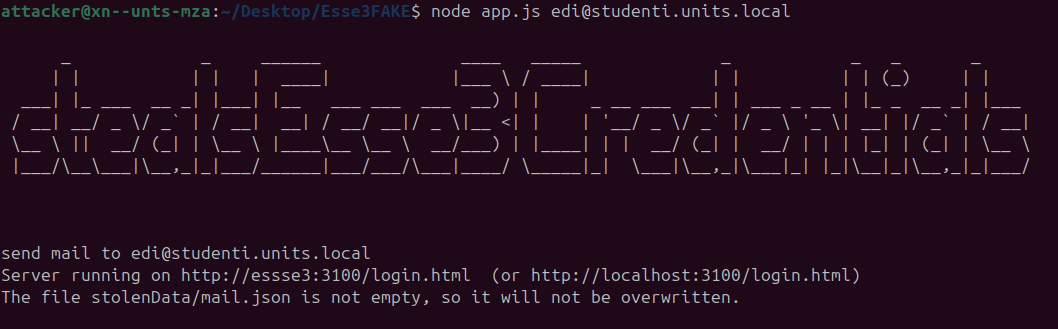 attacker@xn--unts-mza:~/Desktop/Esse3FAKE$ node app.js edi@studenti.units.local
stealsEsse3Credentials
send mail to edi@studenti.units.local
Server running on http://essse3:3100/login.html (or http://localhost:3100/login.html)
The file stolenData/mail.json is not empty, so it will not be overwritten.